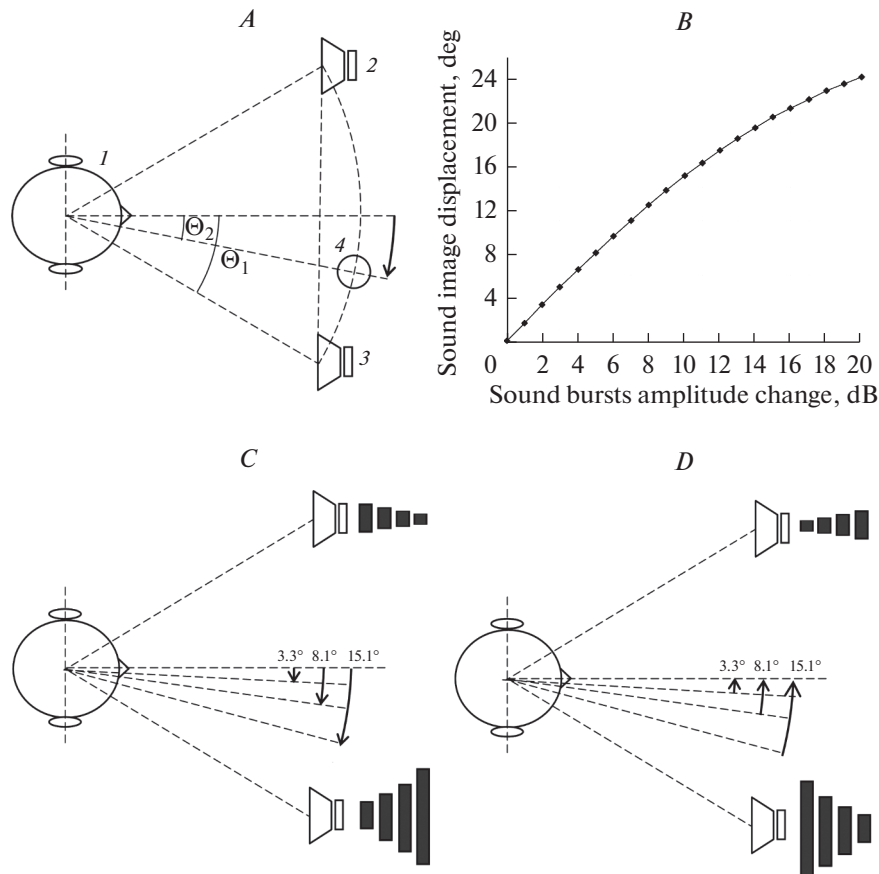 A
2
1
Θ2
Θ1
4
3
B
Sound image displacement, deg
24
20
16
12
8
4
0 2 4 6 8 10 12 14 16 18 20
Sound bursts amplitude change, dB
C
3.3° 8.1° 15.1°
D
3.3° 8.1° 15.1°